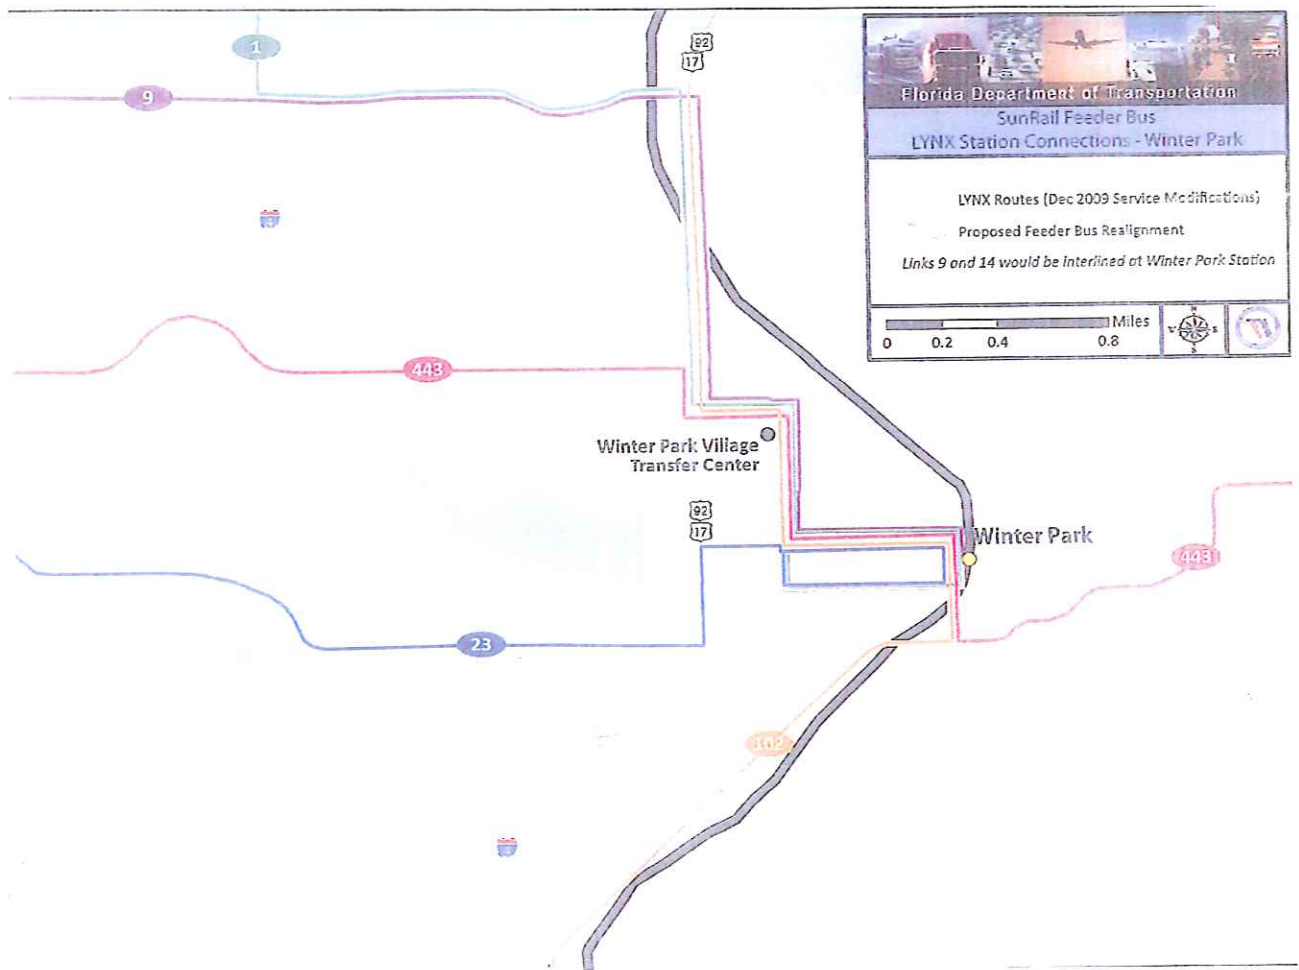 1
92
17
9
Florida Department of Transportation
SunRail Feeder Bus
LYNX Station Connections - Winter Park
LYNX Routes (Dec 2009 Service Modifications)
Proposed Feeder Bus Realignment
Links 9 and 14 would be interlined at Winter Park Station
Miles
0 0.2 0.4 0.8
N
W E
S
443
Winter Park Village
Transfer Center
92
17
Winter Park
443
23
102